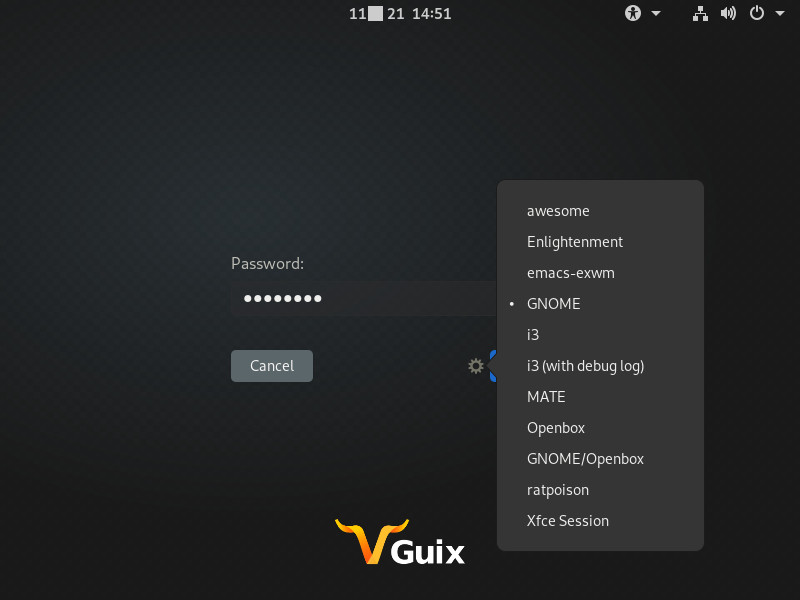 11 21 14:51
Password:
••••••••
Cancel
awesome
Enlightenment
emacs-exwm
• GNOME
i3
i3 (with debug log)
MATE
Openbox
GNOME/Openbox
ratpoison
Xfce Session
Guix